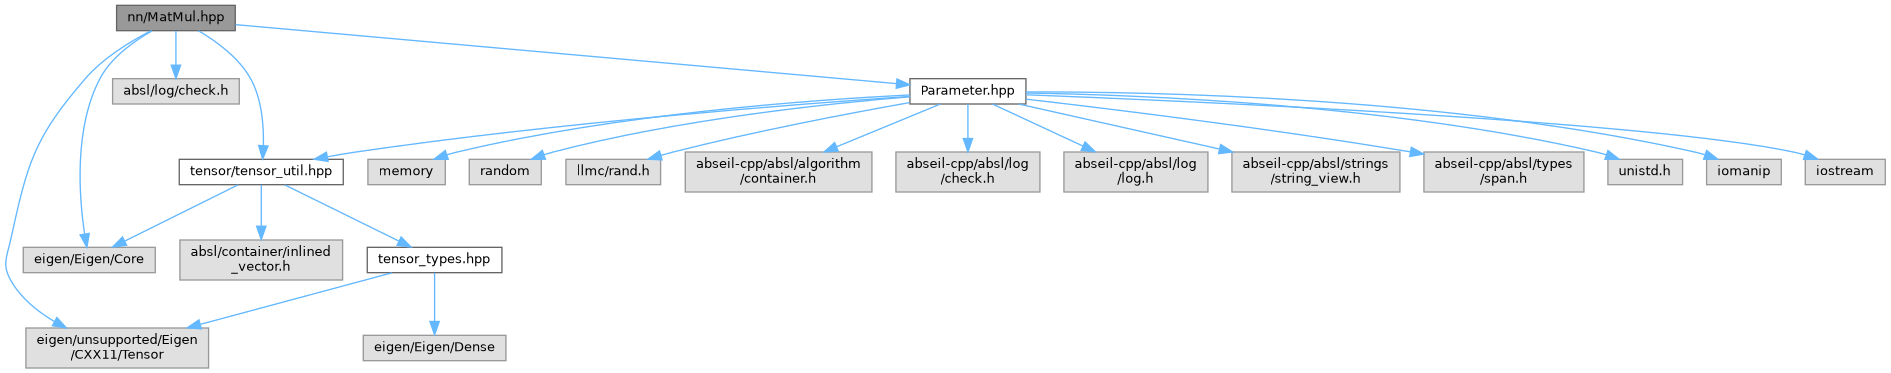 nn/MatMul.hpp
absl/log/check.h
Parameter.hpp
tensor/tensor_util.hpp
memory
random
llmc/rand.h
abseil-cpp/absl/algorithm
/container.h
abseil-cpp/absl/log
/check.h
abseil-cpp/absl/log
/log.h
abseil-cpp/absl/strings
/string_view.h
abseil-cpp/absl/types
/span.h
unistd.h
iomanip
iostream
eigen/Eigen/Core
absl/container/inlined
_vector.h
tensor_types.hpp
eigen/unsupported/Eigen
/CXX11/Tensor
eigen/Eigen/Dense